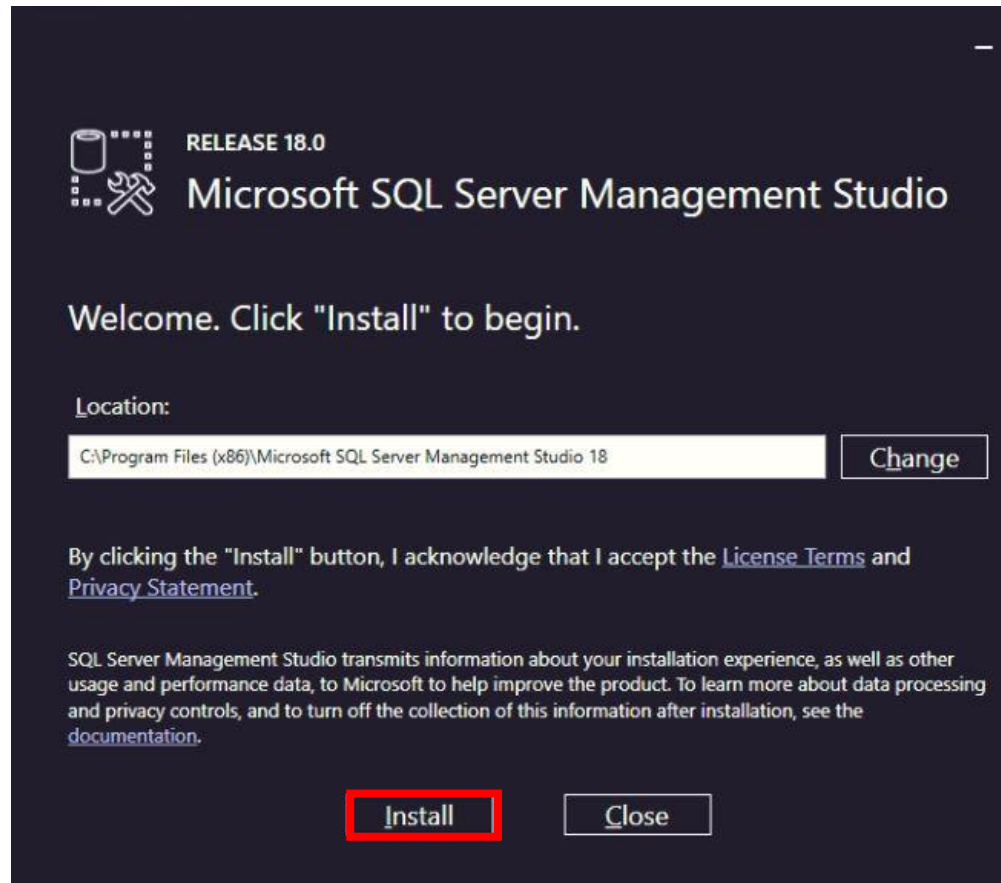 RELEASE 18.0
Microsoft SQL Server Management Studio
Welcome. Click "Install" to begin.
Location:
C:\Program Files (x86)\Microsoft SQL Server Management Studio 18
Change
By clicking the "Install" button, I acknowledge that I accept the License Terms and
Privacy Statement.
SQL Server Management Studio transmits information about your installation experience, as well as other
usage and performance data, to Microsoft to help improve the product. To learn more about data processing
and privacy controls, and to turn off the collection of this information after installation, see the
documentation.
Install
Close